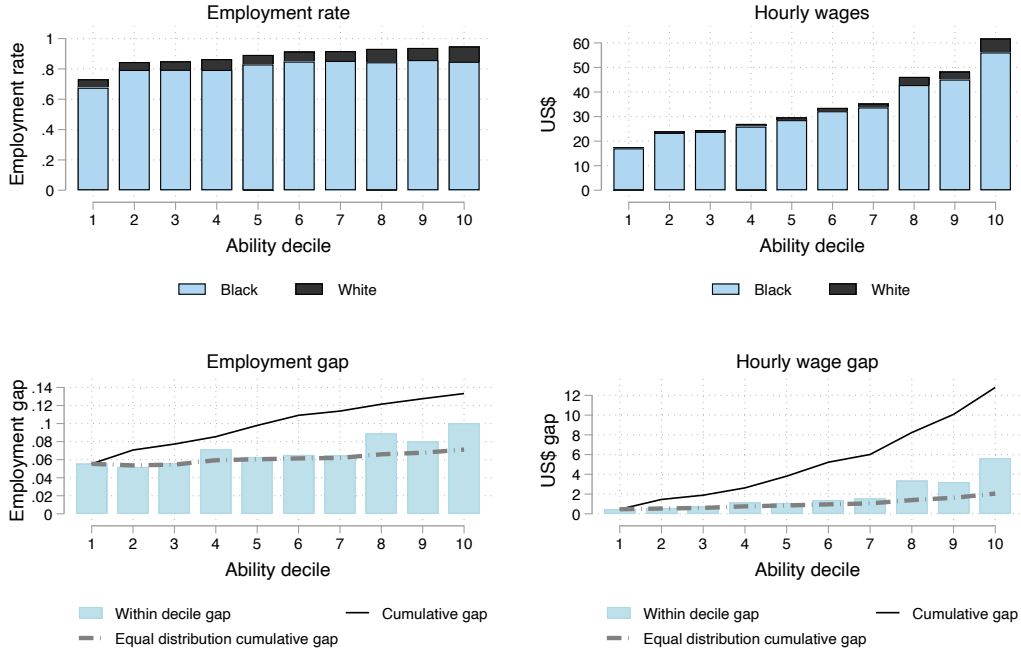 Employment rate
Employment rate
1
.8
.6
.4
.2
0
1 2 3 4 5 6 7 8 9 10
Ability decile
Black White
Hourly wages
US$
60
50
40
30
20
10
0
1 2 3 4 5 6 7 8 9 10
Ability decile
Black White
Employment gap
Employment gap
.14
.12
.1
.08
.06
.04
.02
0
1 2 3 4 5 6 7 8 9 10
Ability decile
Within decile gap Cumulative gap
Equal distribution cumulative gap
Hourly wage gap
US$ gap
12
10
8
6
4
2
0
1 2 3 4 5 6 7 8 9 10
Ability decile
Within decile gap Cumulative gap
Equal distribution cumulative gap